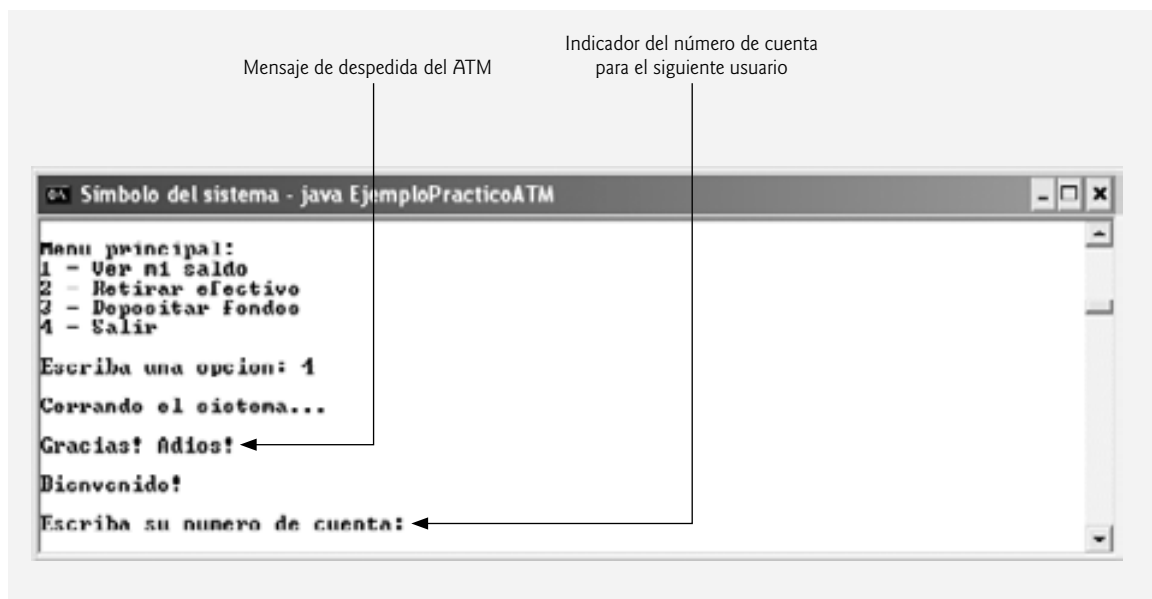 Mensaje de despedida del ATM
Indicador del número de cuenta
para el siguiente usuario
Símbolo del sistema - java EjemploPracticoATM
Menu principal:
1 - Ver mi saldo
2 - Retirar efectivo
3 - Depositar fondos
4 - Salir
Escriba una opcion: 4
Cerrando el sistema...
Gracias! Adios!
Bienvenido!
Escriba su numero de cuenta: